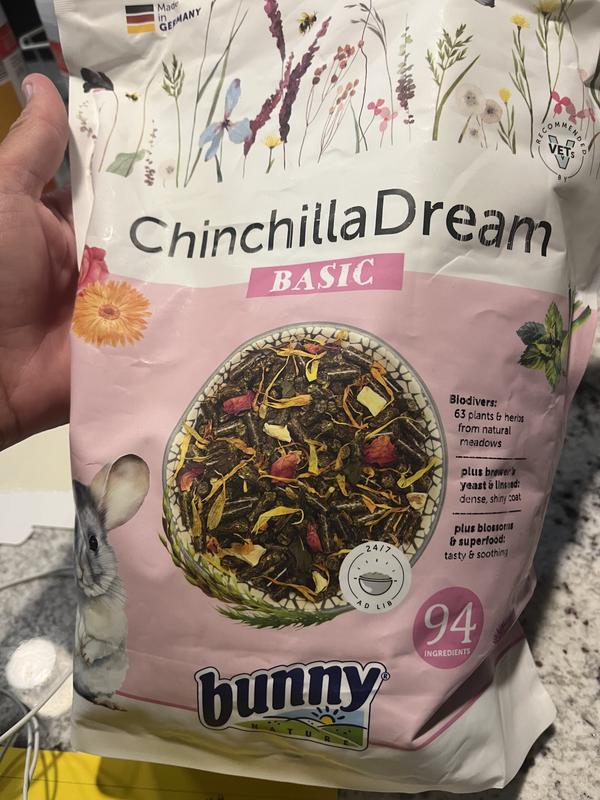 Made
in
GERMANY
RECOMMENDED
VETs
BY
ChinchillaDream
BASIC
Biodivers:
63 plants & herbs
from natural
meadows
plus brewer's
yeast & linseed:
dense, shiny coat
plus blossoms
& superfood:
tasty & soothing
24/7
AD LIB
94
INGREDIENTS
bunny®
NATURE